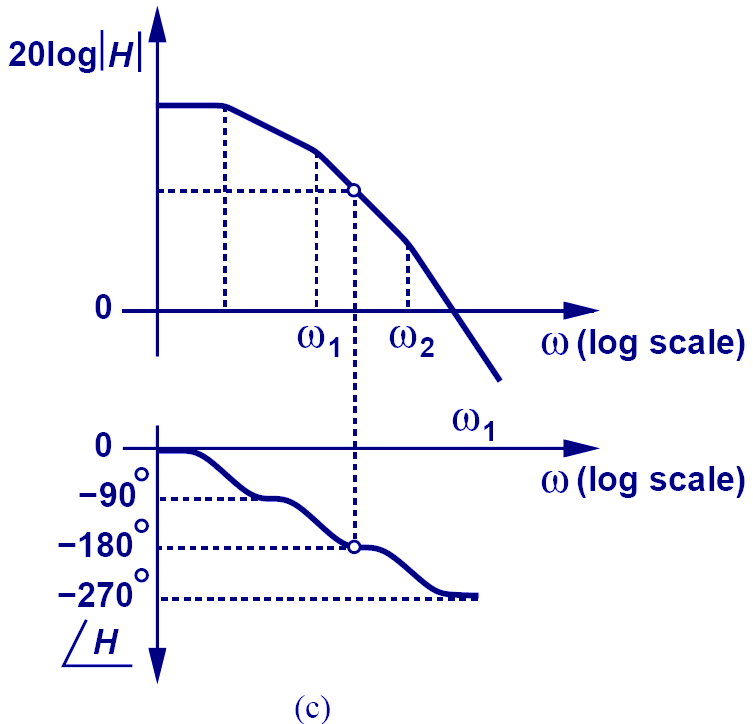 20log|H|
0
ω1 ω2
ω (log scale)
ω1
0
ω (log scale)
−90°
−180°
−270°
∠H
(c)